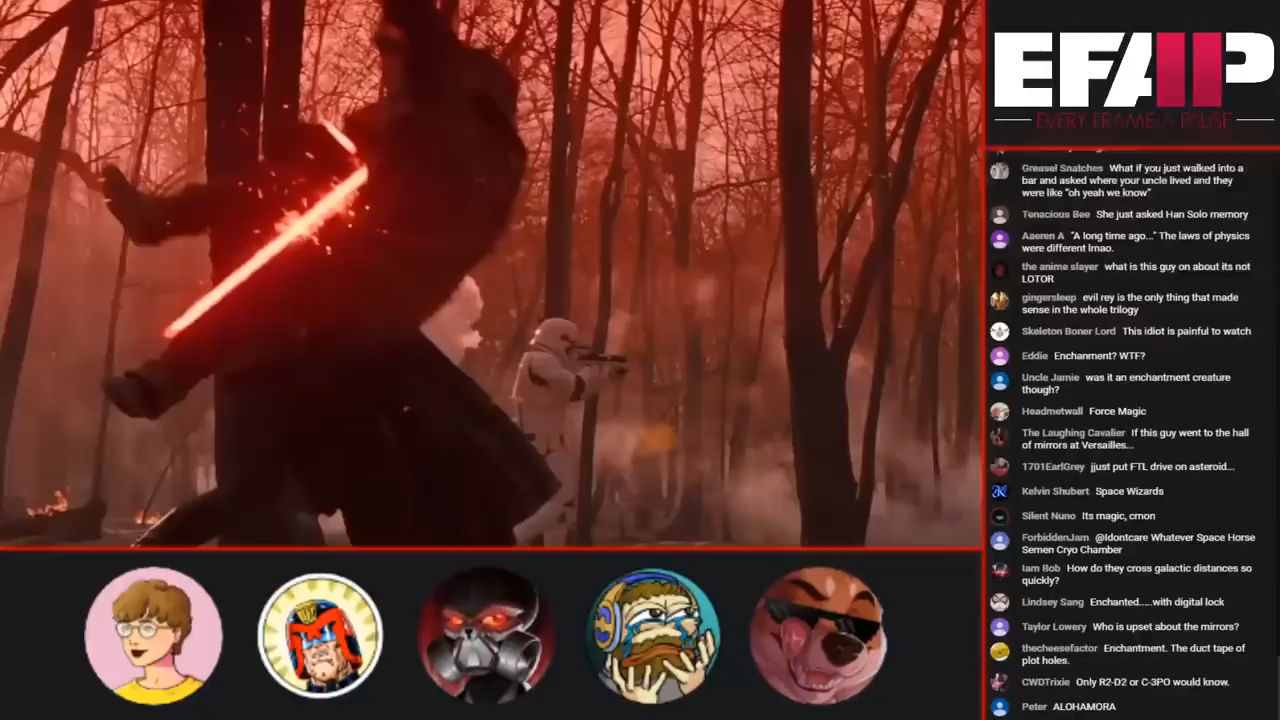 EFAP
EVERY FRAME A PAUSE
Greasel Snatches What if you just walked into a
bar and asked where your uncle lived and they
were like "oh yeah we know"
Tenacious Bee She just asked Han Solo memory
Aaeren A "A long time ago..." The laws of physics
were different lmao.
the anime slayer what is this guy on about its not
LOTOR
gingersleep evil rey is the only thing that made
sense in the whole trilogy
Skeleton Boner Lord This idiot is painful to watch
Eddie Enchanment? WTF?
Uncle Jamie was it an enchantment creature
though?
Headmetwall Force Magic
The Laughing Cavalier If this guy went to the hall
of mirrors at Versailles...
1701EarlGrey jjust put FTL drive on asteroid...
Kelvin Shubert Space Wizards
Silent Nuno Its magic, cmon
ForbiddenJam @Idontcare Whatever Space Horse
Semen Cryo Chamber
Iam Bob How do they cross galactic distances so
quickly?
Lindsey Sang Enchanted.....with digital lock
Taylor Lowery Who is upset about the mirrors?
thecheesefactor Enchantment. The duct tape of
plot holes.
CWDTrixie Only R2-D2 or C-3PO would know.
Peter ALOHAMORA